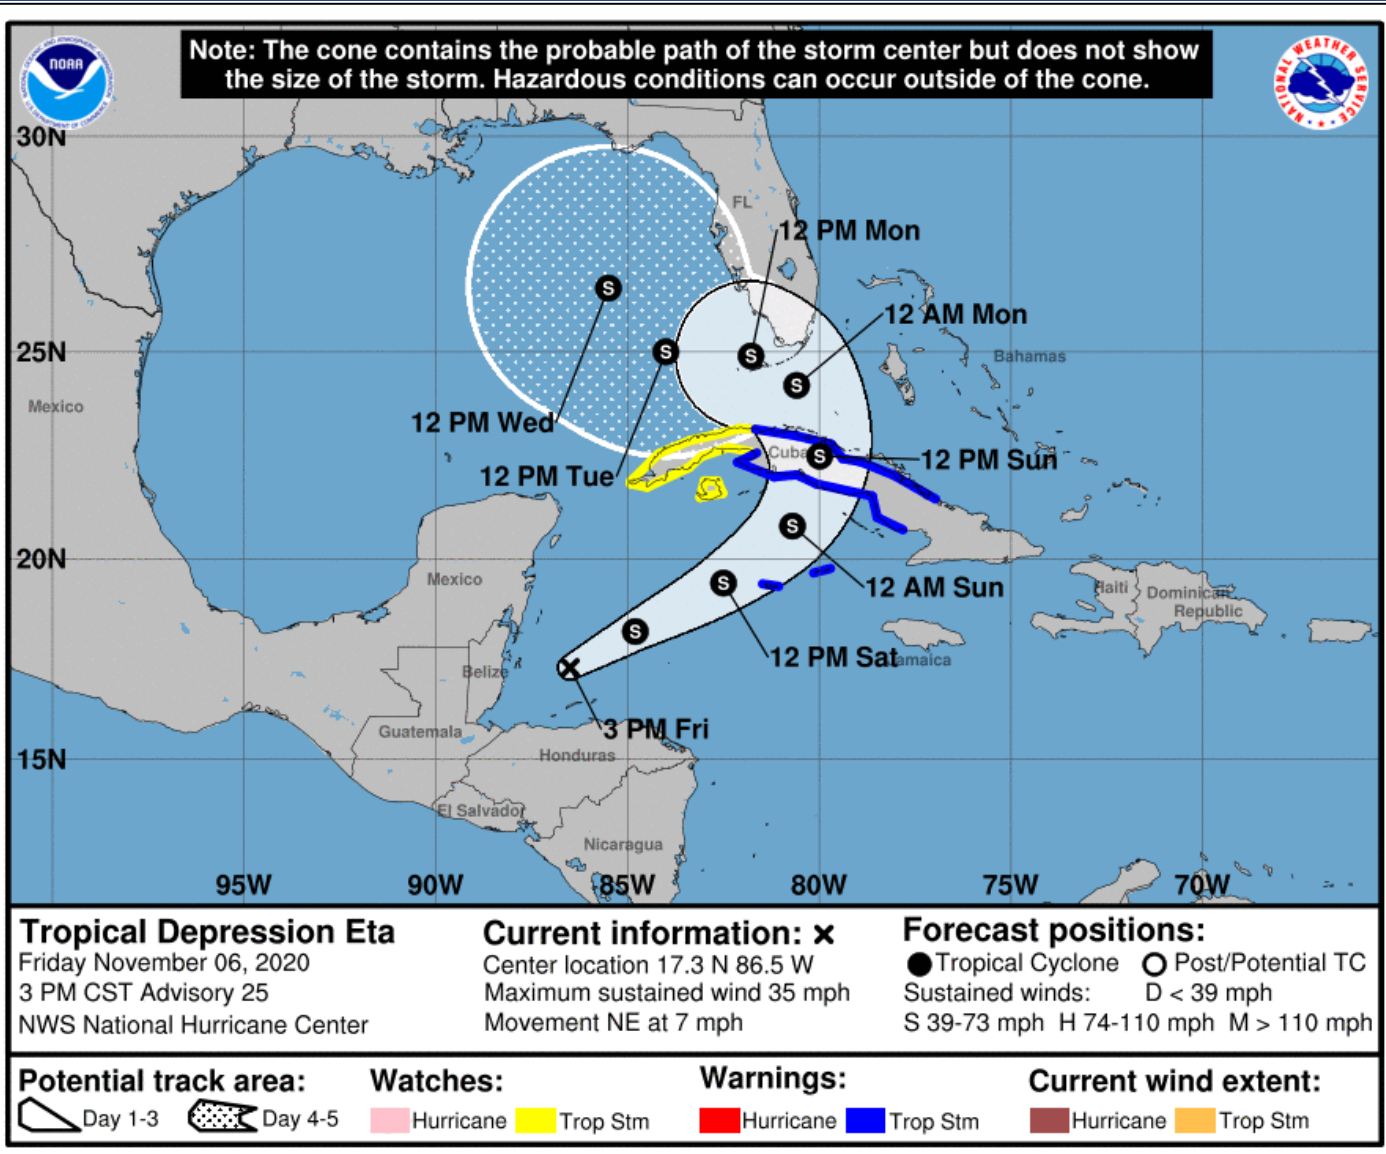 Note: The cone contains the probable path of the storm center but does not show
the size of the storm. Hazardous conditions can occur outside of the cone.
NOAA
NATIONAL WEATHER SERVICE
30N
FL
12 PM Mon
S
12 AM Mon
25N
S
S
Bahamas
S
Mexico
12 PM Wed
Cuba
S
12 PM Sun
12 PM Tue
S
20N
Mexico
S
12 AM Sun
Haiti
Dominican
Republic
S
12 PM Sat
Jamaica
Belize
3 PM Fri
Guatemala
Honduras
15N
El Salvador
Nicaragua
95W 90W 85W 80W 75W 70W
Tropical Depression Eta
Friday November 06, 2020
3 PM CST Advisory 25
NWS National Hurricane Center
Current information: x
Center location 17.3 N 86.5 W
Maximum sustained wind 35 mph
Movement NE at 7 mph
Forecast positions:
Tropical Cyclone Post/Potential TC
Sustained winds: D < 39 mph
S 39-73 mph H 74-110 mph M > 110 mph
Potential track area:
Day 1-3 Day 4-5
Watches:
Hurricane Trop Stm
Warnings:
Hurricane Trop Stm
Current wind extent:
Hurricane Trop Stm